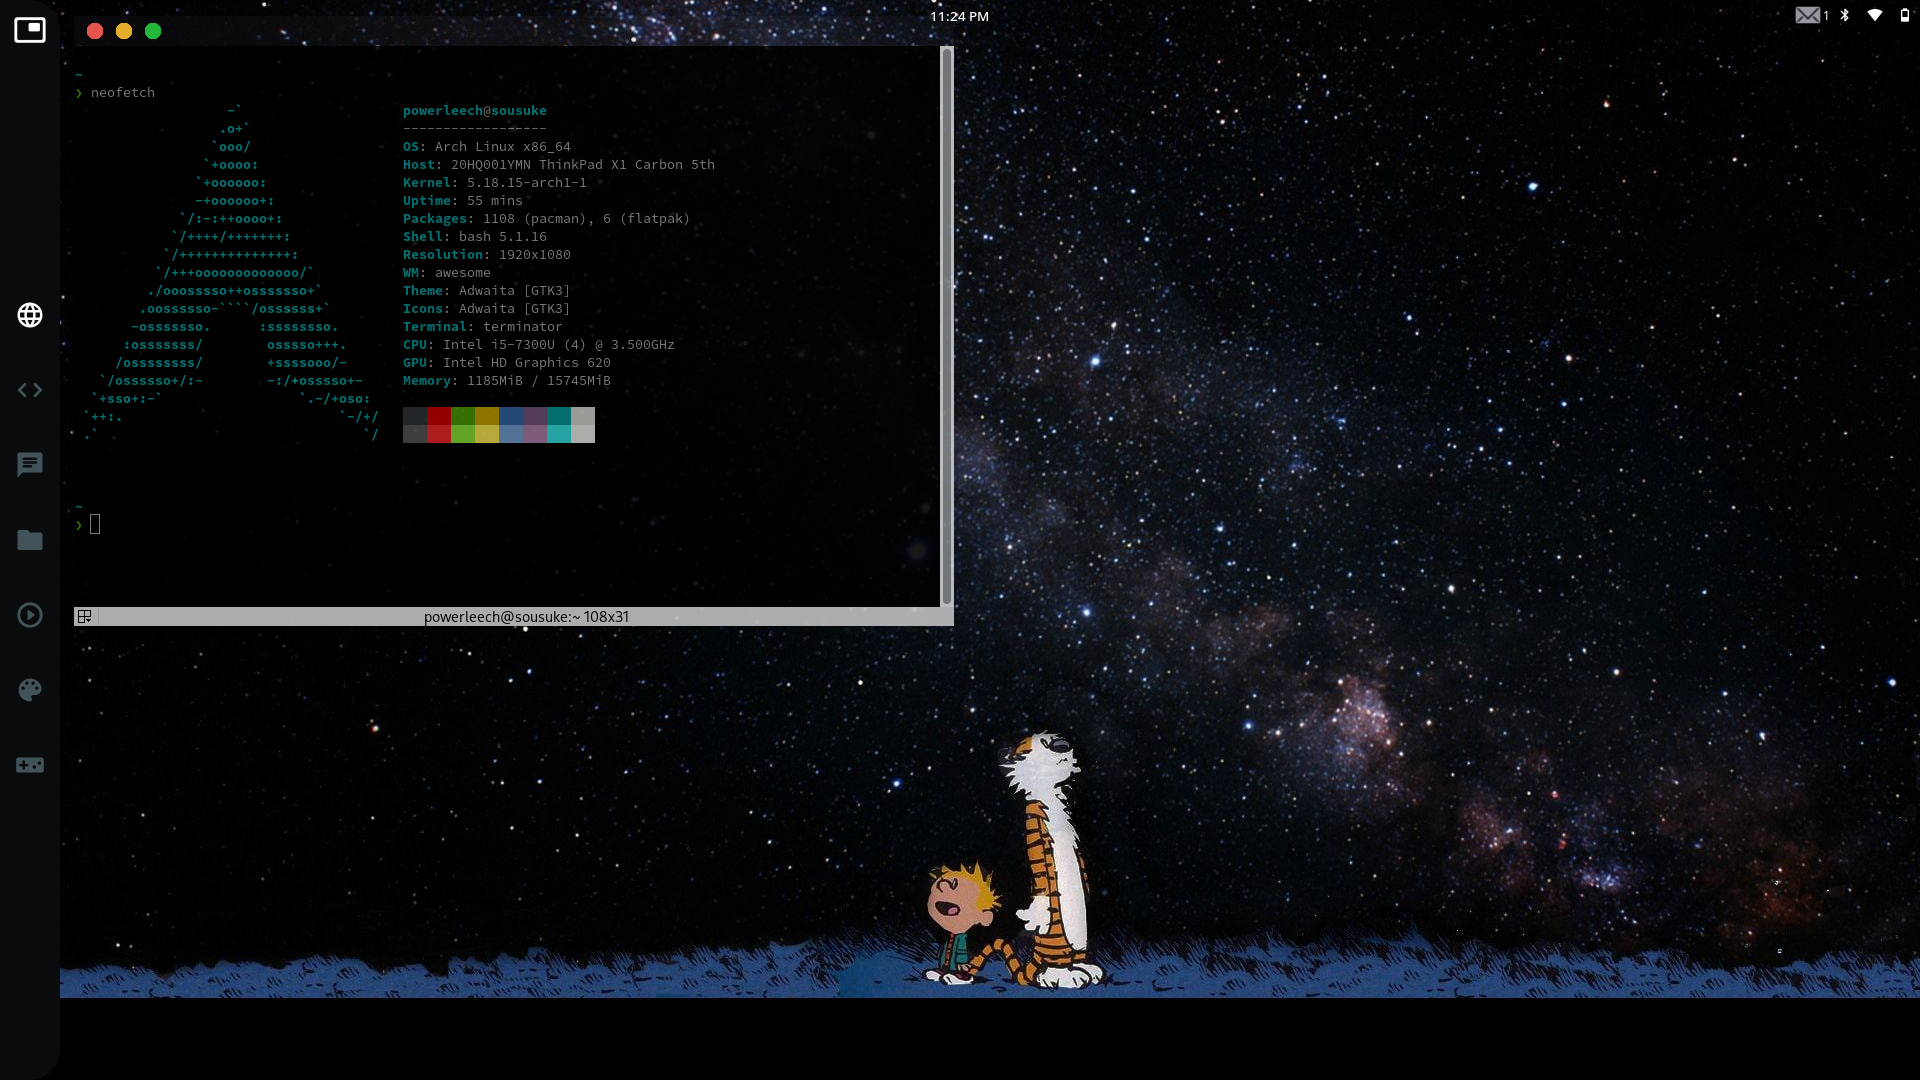 11:24 PM
1
~
❯ neofetch
-`
.o+`
`ooo/
`+oooo:
`+oooooo:
-+oooooo+:
`/:-:++oooo+:
`/++++/+++++++:
`/++++++++++++++:
`/+++ooooooooooooo/`
./ooosssso++osssssso+`
.oossssso-````/ossssss+`
-osssssso.      :ssssssso.
:osssssss/        osssso+++.
/ossssssss/        +ssssooo/-
`/ossssso+/:-        -:/+osssso+-
`+sso+:-`                 `.-/+oso:
`++:.                           `-/+/
.`                                 `/
powerleech@sousuke
------------------
OS: Arch Linux x86_64
Host: 20HQ001YMN ThinkPad X1 Carbon 5th
Kernel: 5.18.15-arch1-1
Uptime: 55 mins
Packages: 1108 (pacman), 6 (flatpak)
Shell: bash 5.1.16
Resolution: 1920x1080
WM: awesome
Theme: Adwaita [GTK3]
Icons: Adwaita [GTK3]
Terminal: terminator
CPU: Intel i5-7300U (4) @ 3.500GHz
GPU: Intel HD Graphics 620
Memory: 1185MiB / 15745MiB
~
❯
powerleech@sousuke:~ 108x31